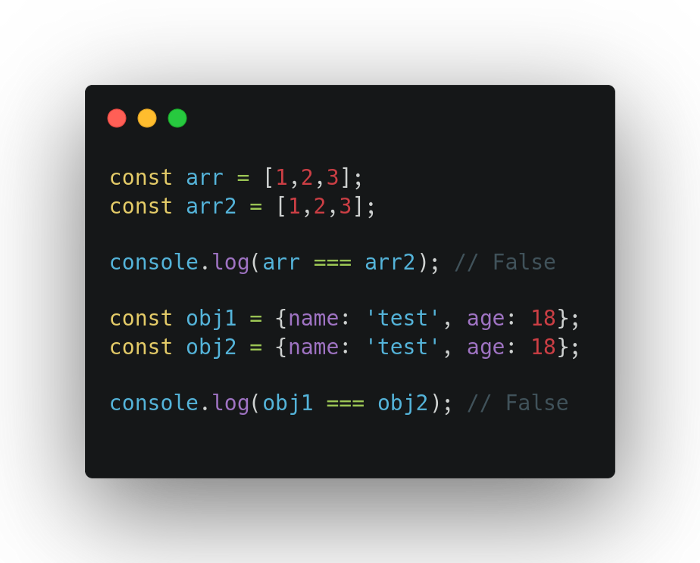 const arr = [1,2,3];
const arr2 = [1,2,3];
console.log(arr === arr2); // False
const obj1 = {name: 'test', age: 18};
const obj2 = {name: 'test', age: 18};
console.log(obj1 === obj2); // False